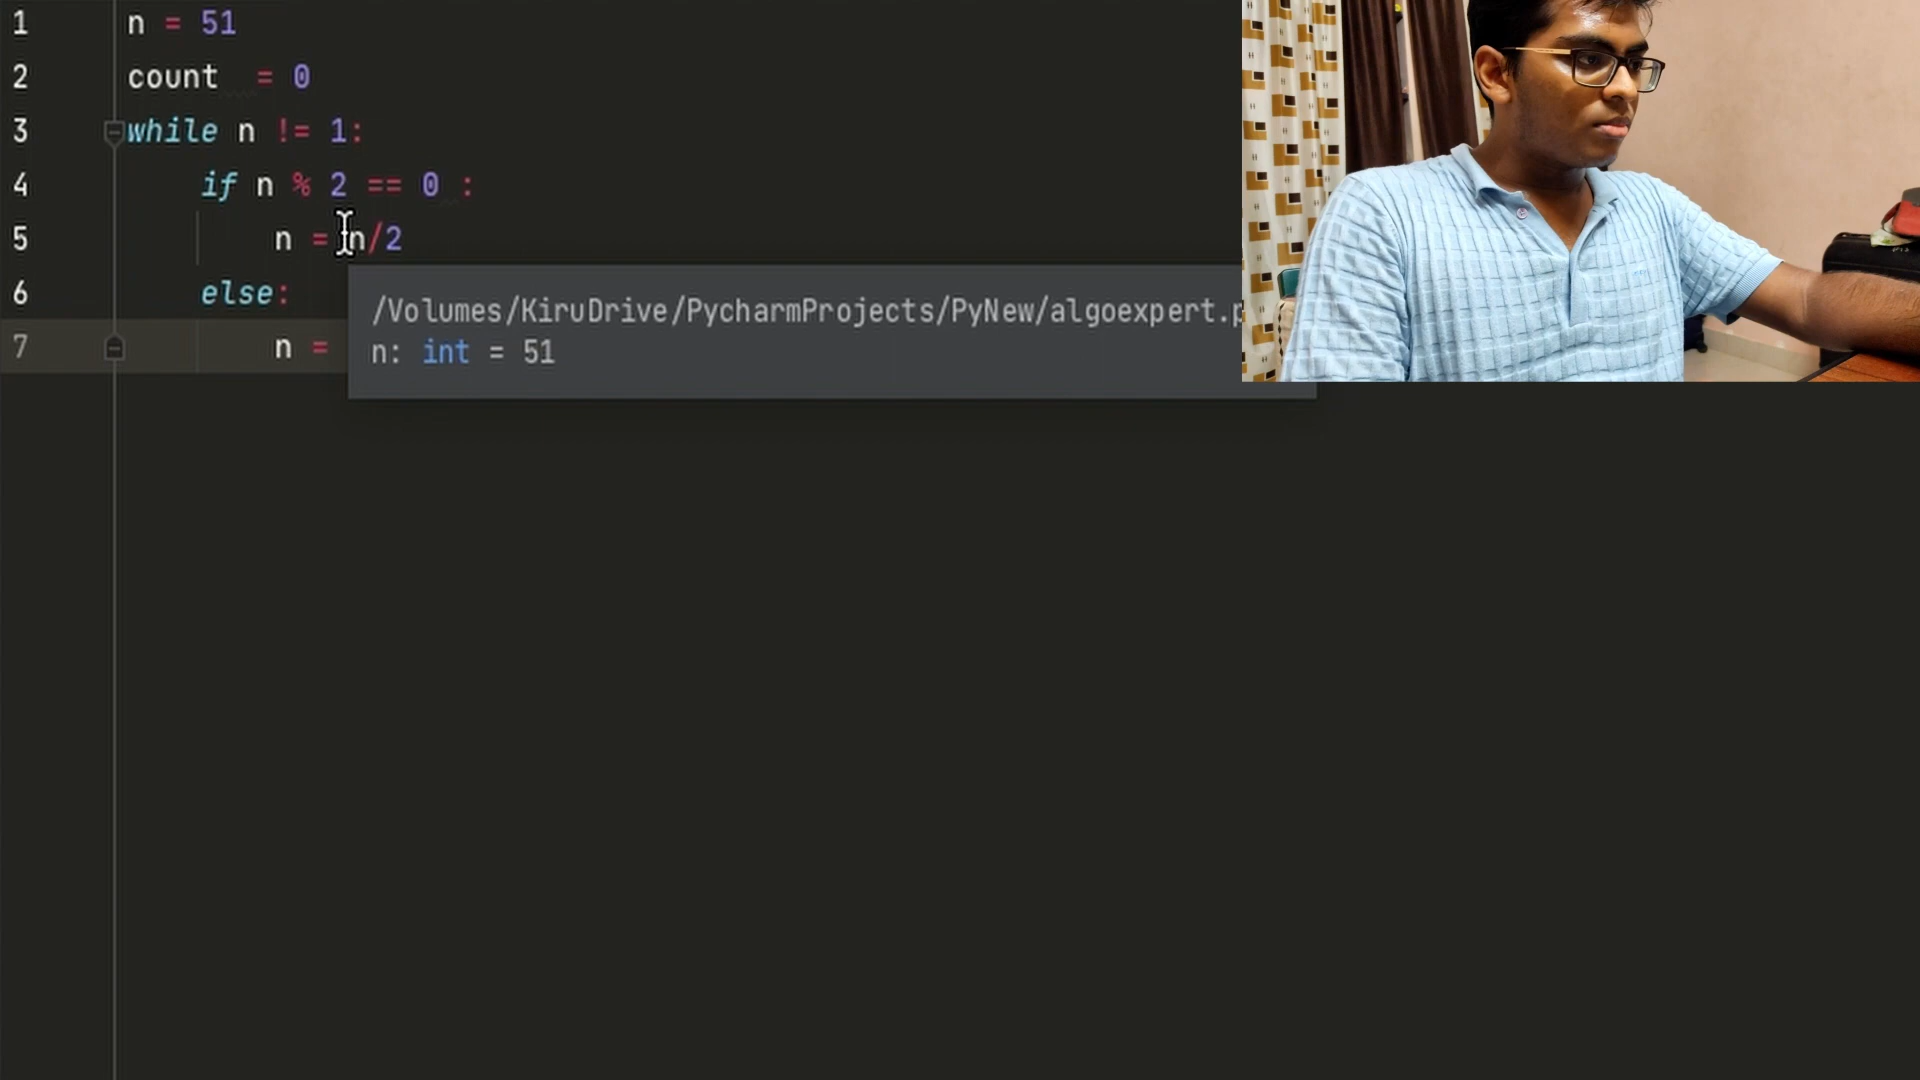 1 n = 51
2 count  = 0
3 while n != 1:
4 if n % 2 == 0 :
5 n = n/2
6 else:
7 n =
/Volumes/KiruDrive/PycharmProjects/PyNew/algoexpert.p
n: int = 51